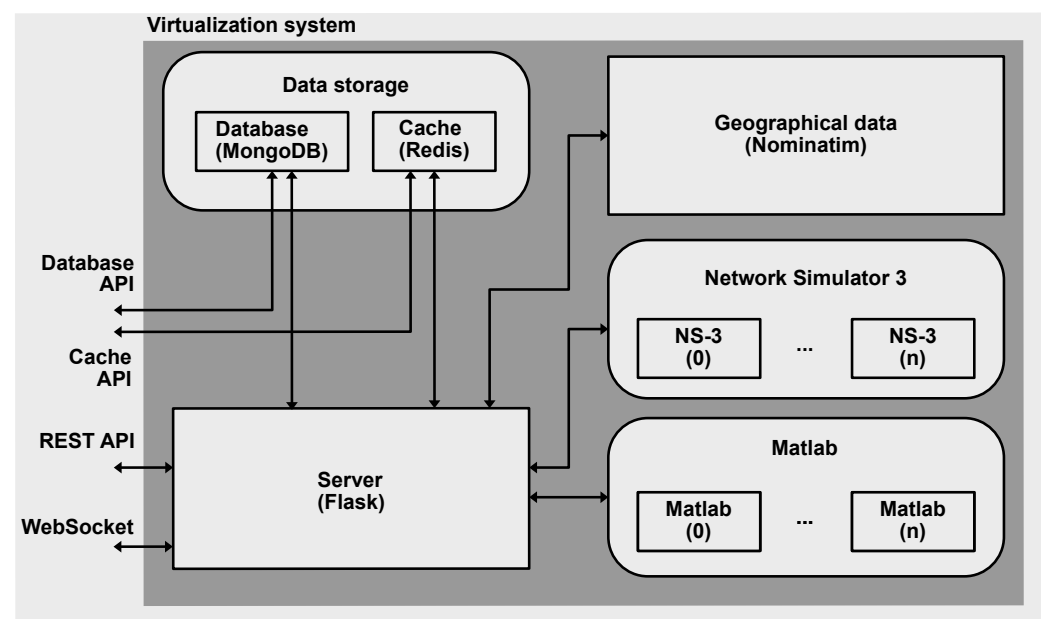 Virtualization system
Data storage
Database
(MongoDB)
Cache
(Redis)
Geographical data
(Nominatim)
Database
API
Cache
API
Network Simulator 3
NS-3
(0)
...
NS-3
(n)
REST API
WebSocket
Server
(Flask)
Matlab
Matlab
(0)
...
Matlab
(n)